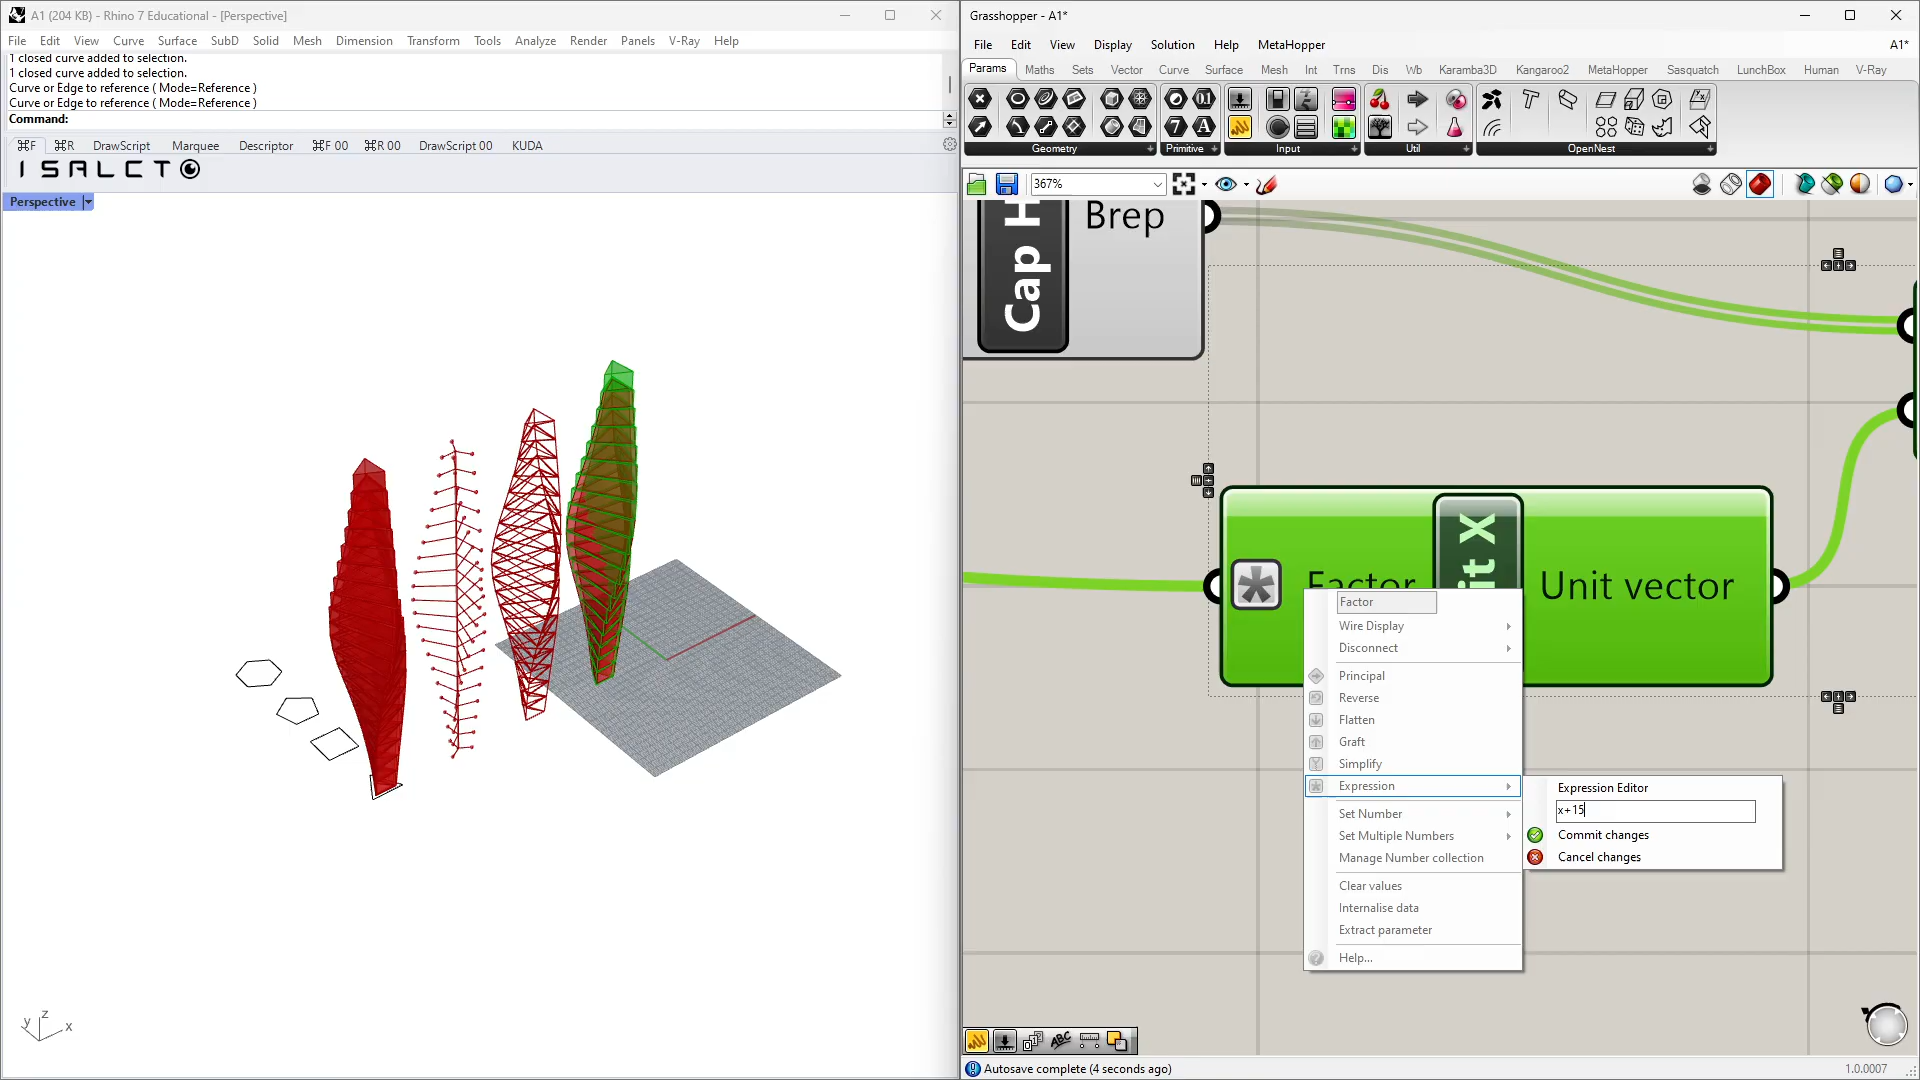 A1 (204 KB) - Rhino 7 Educational - [Perspective]
File Edit View Curve Surface SubD Solid Mesh Dimension Transform Tools Analyze Render Panels V-Ray Help
1 closed curve added to selection.
1 closed curve added to selection.
Curve or Edge to reference ( Mode=Reference )
Curve or Edge to reference ( Mode=Reference )
Command:
⌘F ⌘R DrawScript Marquee Descriptor ⌘F 00 ⌘R 00 DrawScript 00 KUDA
I S A L C T
Perspective
z
y
x
Grasshopper - A1*
File Edit View Display Solution Help MetaHopper A1*
Params Maths Sets Vector Curve Surface Mesh Int Trns Dis Wb Karamba3D Kangaroo2 MetaHopper Sasquatch LunchBox Human V-Ray
Geometry Primitive Input Util OpenNest
367%
Cap H
Brep
Factor
it X
Unit vector
Factor
Wire Display
Disconnect
Principal
Reverse
Flatten
Graft
Simplify
Expression
Set Number
Set Multiple Numbers
Manage Number collection
Clear values
Internalise data
Extract parameter
Help...
Expression Editor
x+15
Commit changes
Cancel changes
Autosave complete (4 seconds ago)
1.0.0007